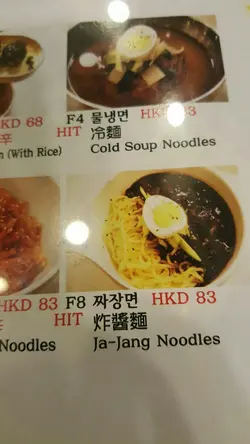 HKD 68
辛
(With Rice)
F4 물냉면 HKD
HIT 冷麵
Cold Soup Noodles
HKD 83
Noodles
F8 짜장면 HKD 83
HIT 炸醬麵
Ja-Jang Noodles